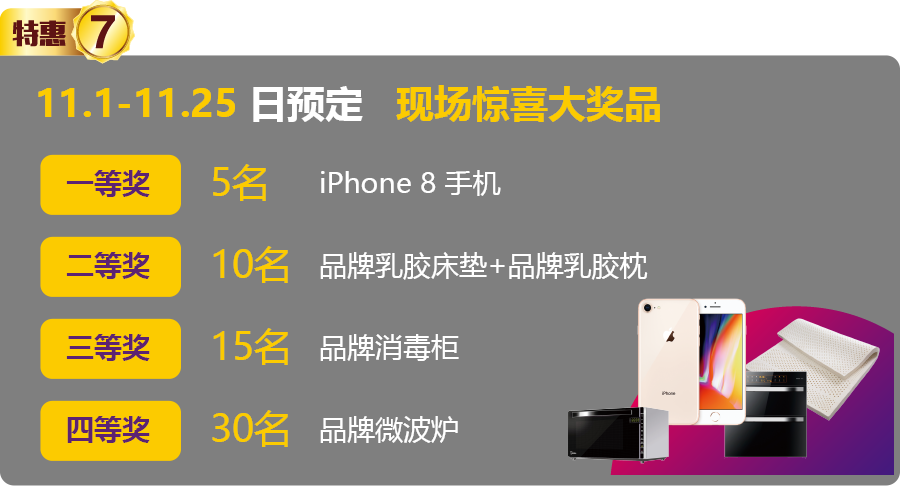 特惠 7
11.1-11.25 日预定 现场惊喜大奖品
一等奖 5名 iPhone 8 手机
二等奖 10名 品牌乳胶床垫+品牌乳胶枕
三等奖 15名 品牌消毒柜
四等奖 30名 品牌微波炉
iPhone